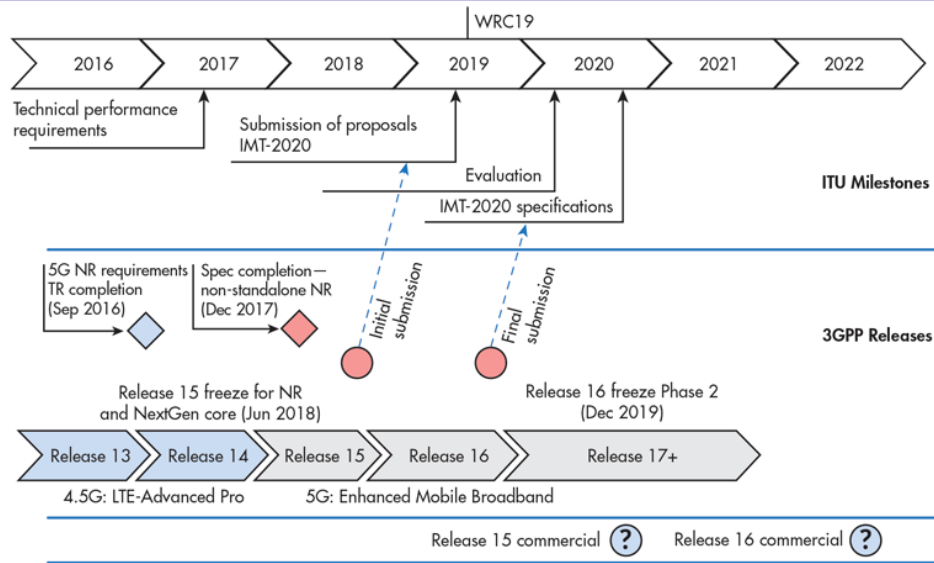 WRC19
2016
2017
2018
2019
2020
2021
2022
Technical performance
requirements
Submission of proposals
IMT-2020
Evaluation
IMT-2020 specifications
ITU Milestones
5G NR requirements
TR completion
(Sep 2016)
Spec completion—
non-standalone NR
(Dec 2017)
Initial
submission
Final
submission
3GPP Releases
Release 15 freeze for NR
and NextGen core (Jun 2018)
Release 16 freeze Phase 2
(Dec 2019)
Release 13
Release 14
Release 15
Release 16
Release 17+
4.5G: LTE-Advanced Pro
5G: Enhanced Mobile Broadband
Release 15 commercial ?
Release 16 commercial ?